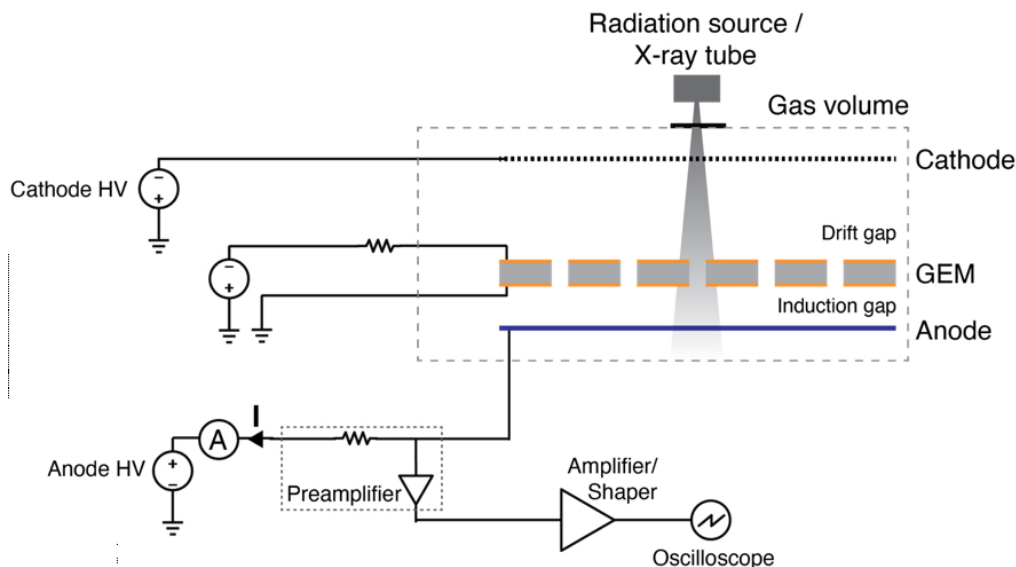 Radiation source /
X-ray tube
Gas volume
Cathode
Cathode HV
−
+
Drift gap
−
+
GEM
Induction gap
Anode
I
A
Anode HV
+
−
Preamplifier
Amplifier/
Shaper
Oscilloscope